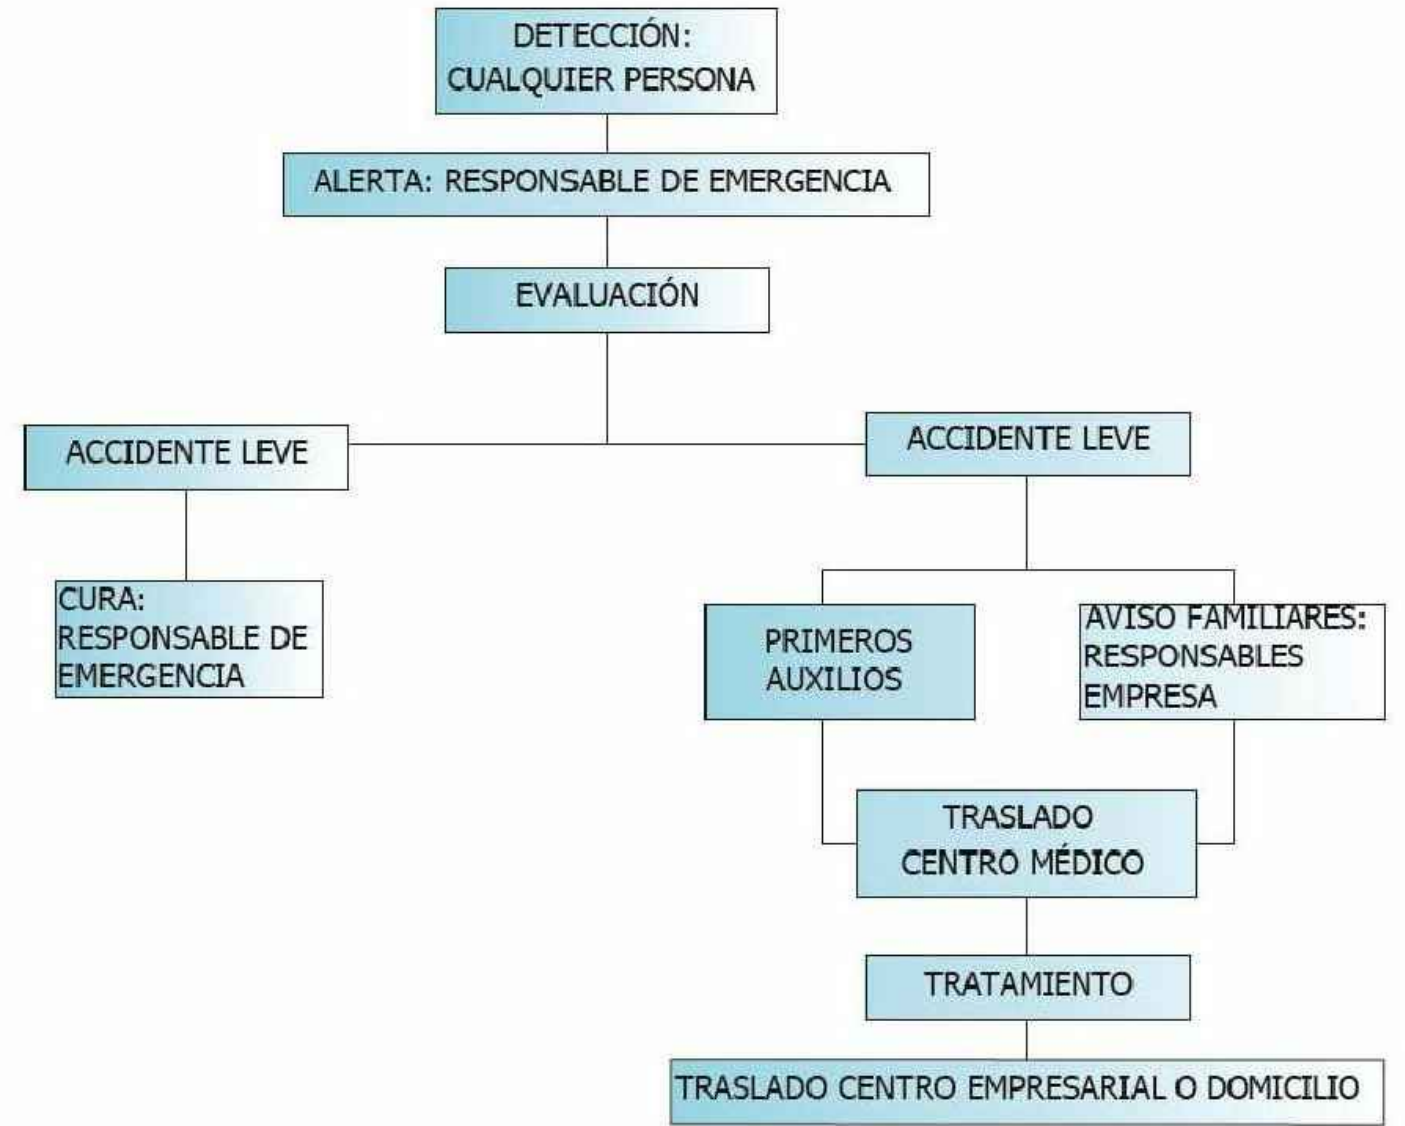 DETECCIÓN:
CUALQUIER PERSONA
ALERTA: RESPONSABLE DE EMERGENCIA
EVALUACIÓN
ACCIDENTE LEVE
ACCIDENTE LEVE
CURA:
RESPONSABLE DE
EMERGENCIA
PRIMEROS
AUXILIOS
AVISO FAMILIARES:
RESPONSABLES
EMPRESA
TRASLADO
CENTRO MÉDICO
TRATAMIENTO
TRASLADO CENTRO EMPRESARIAL O DOMICILIO